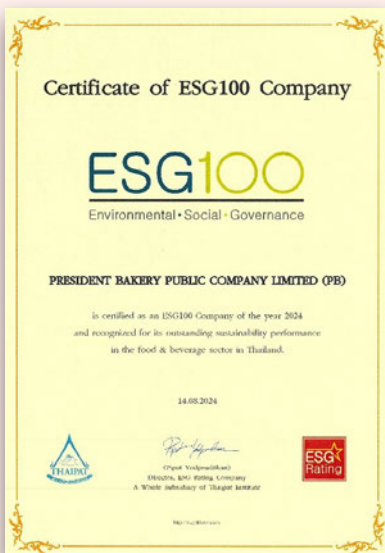 Certificate of ESG100 Company
ESG100
Environmental • Social • Governance
PRESIDENT BAKERY PUBLIC COMPANY LIMITED (PB)
is certified as an ESG100 Company of the year 2024
and recognized for its outstanding sustainability performance
in the food & beverage sector in Thailand.
14.08.2024
THAIPAT
Director, ESG Rating Company
A Whole Subsidiary of Thaipat Institute
ESG
Rating